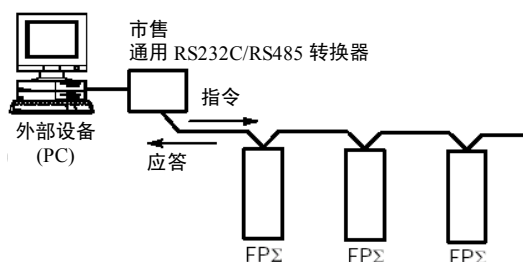 市售
通用 RS232C/RS485 转换器
指令
外部设备
(PC)
应答
FPΣ
FPΣ
FPΣ